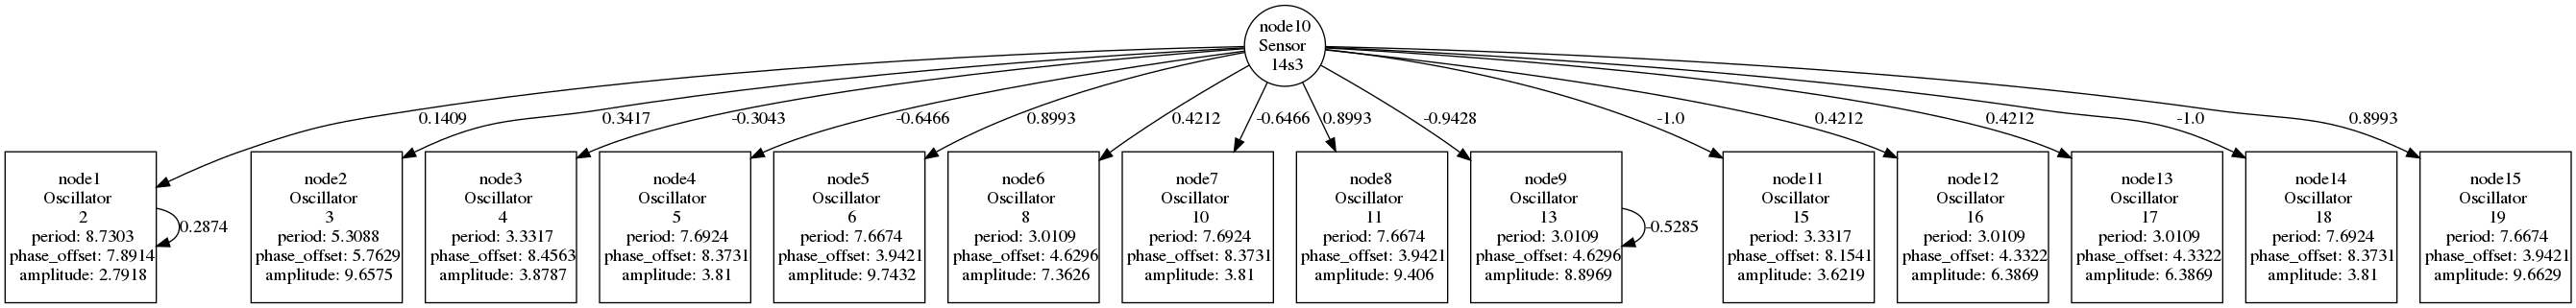 node10
Sensor
14s3
0.1409
0.3417
-0.3043
-0.6466
0.8993
0.4212
-0.6466
0.8993
-0.9428
-1.0
0.4212
0.4212
-1.0
0.8993
node1
Oscillator
2
period: 8.7303
phase_offset: 7.8914
amplitude: 2.7918
0.2874
node2
Oscillator
3
period: 5.3088
phase_offset: 5.7629
amplitude: 9.6575
node3
Oscillator
4
period: 3.3317
phase_offset: 8.4563
amplitude: 3.8787
node4
Oscillator
5
period: 7.6924
phase_offset: 8.3731
amplitude: 3.81
node5
Oscillator
6
period: 7.6674
phase_offset: 3.9421
amplitude: 9.7432
node6
Oscillator
8
period: 3.0109
phase_offset: 4.6296
amplitude: 7.3626
node7
Oscillator
10
period: 7.6924
phase_offset: 8.3731
amplitude: 3.81
node8
Oscillator
11
period: 7.6674
phase_offset: 3.9421
amplitude: 9.406
node9
Oscillator
13
period: 3.0109
phase_offset: 4.6296
amplitude: 8.8969
-0.5285
node11
Oscillator
15
period: 3.3317
phase_offset: 8.1541
amplitude: 3.6219
node12
Oscillator
16
period: 3.0109
phase_offset: 4.3322
amplitude: 6.3869
node13
Oscillator
17
period: 3.0109
phase_offset: 4.3322
amplitude: 6.3869
node14
Oscillator
18
period: 7.6924
phase_offset: 8.3731
amplitude: 3.81
node15
Oscillator
19
period: 7.6674
phase_offset: 3.9421
amplitude: 9.6629